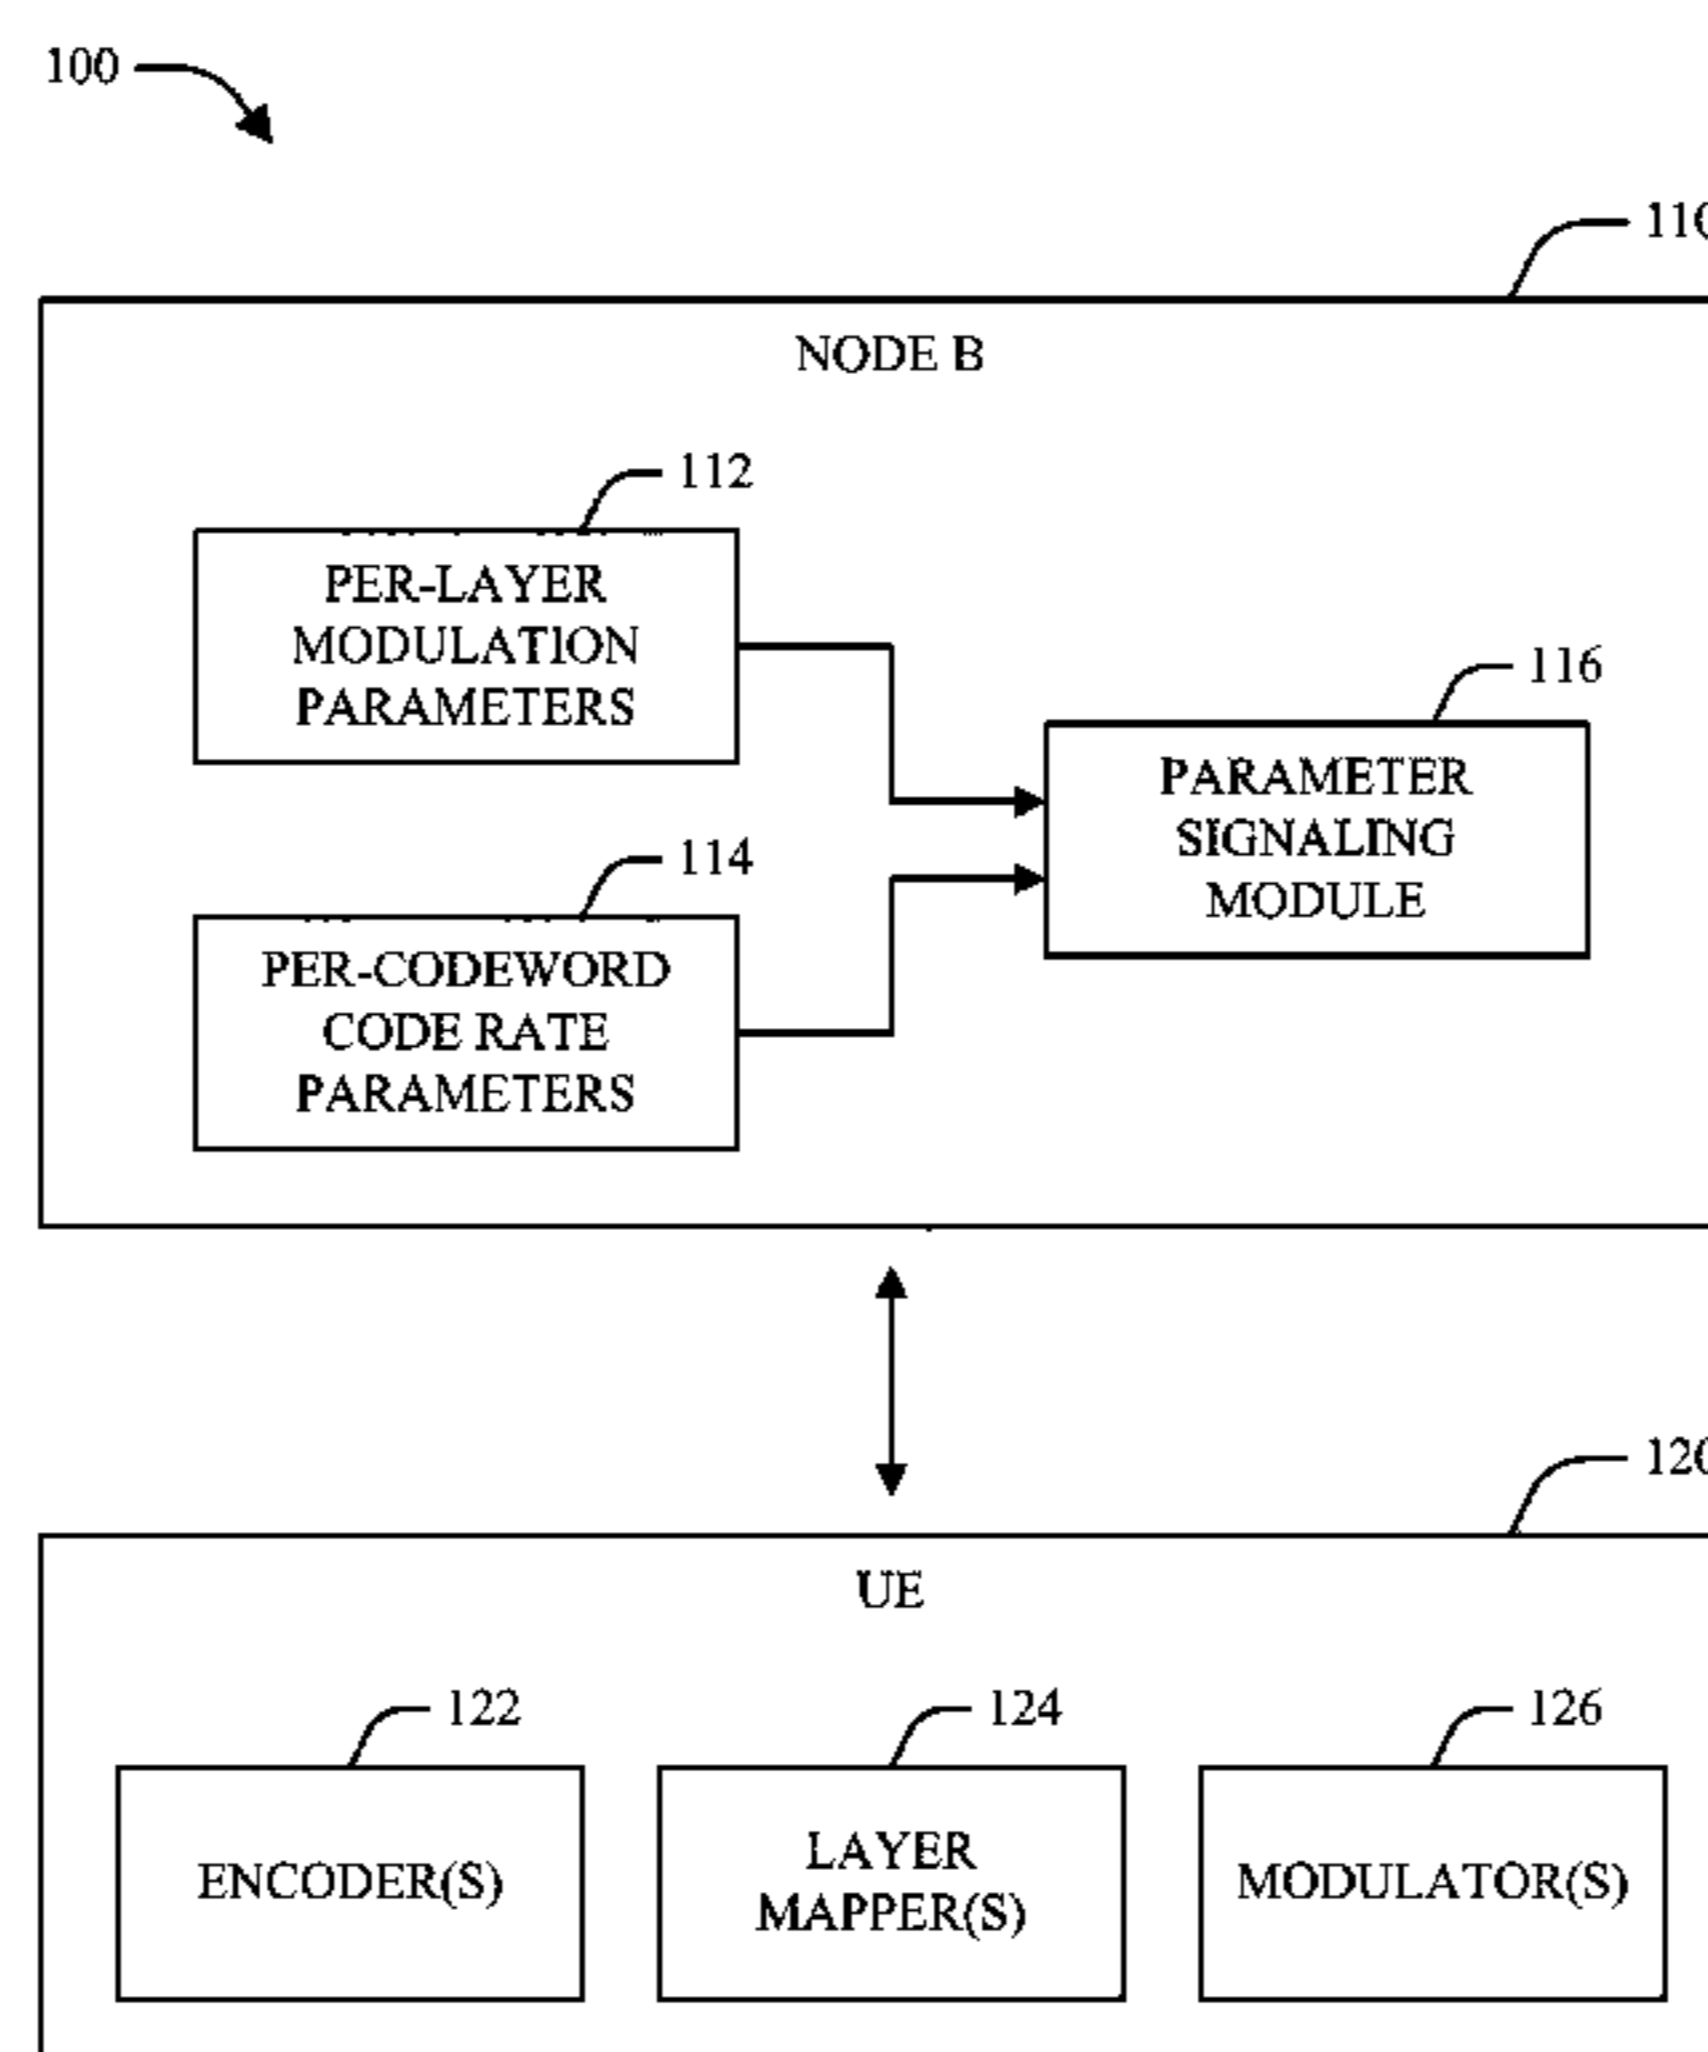 100
NODE B
112
PER-LAYER
MODULATION
PARAMETERS
116
PARAMETER
SIGNALING
MODULE
114
PER-CODEWORD
CODE RATE
PARAMETERS
UE
122
124
126
ENCODER(S)
LAYER
MAPPER(S)
MODULATOR(S)